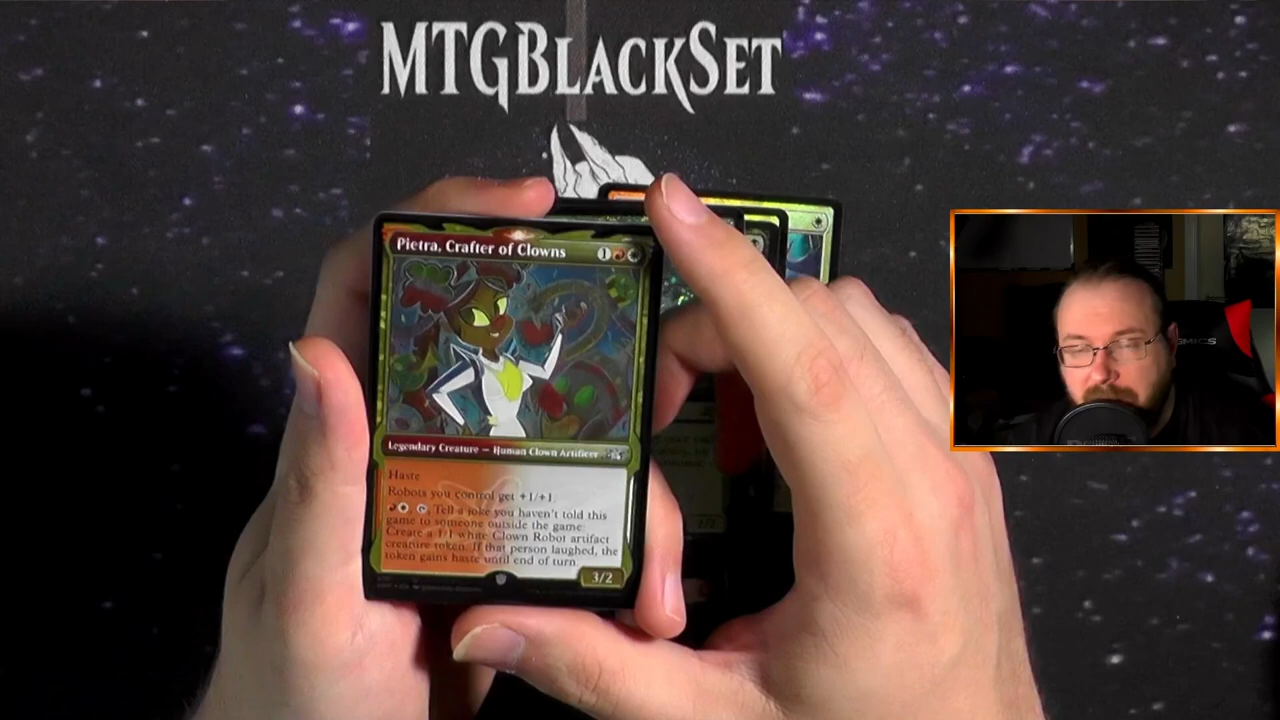 MTGBLACKSET
Pietra, Crafter of Clowns 1
Legendary Creature — Human Clown Artificer
Haste
Robots you control get +1/+1.
Tell a joke you haven't told this
game to someone outside the game:
Create a 1/1 white Clown Robot artifact
creature token. If that person laughed, the
token gains haste until end of turn.
3/2